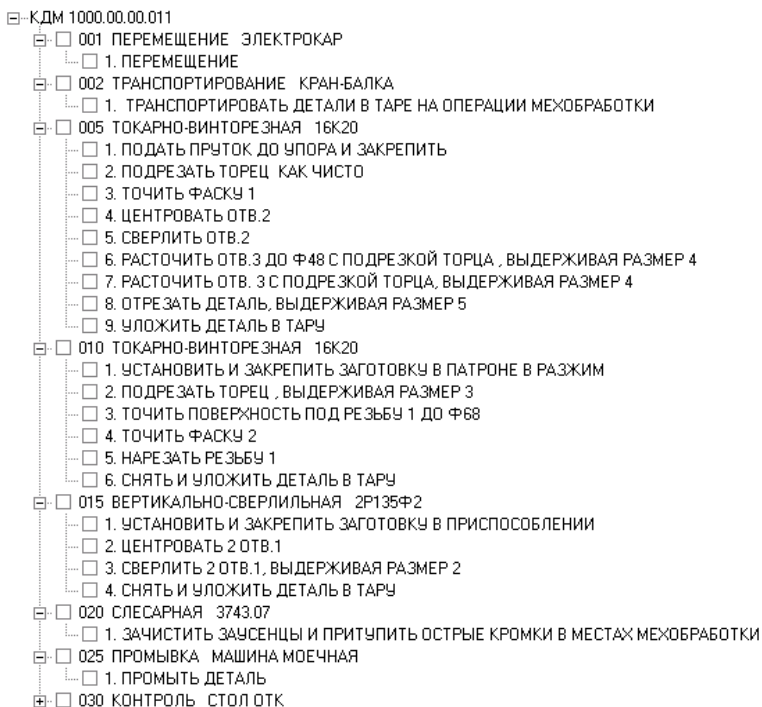 КДМ 1000.00.00.011
001 ПЕРЕМЕЩЕНИЕ ЭЛЕКТРОКАР
1. ПЕРЕМЕЩЕНИЕ
002 ТРАНСПОРТИРОВАНИЕ КРАН-БАЛКА
1. ТРАНСПОРТИРОВАТЬ ДЕТАЛИ В ТАРЕ НА ОПЕРАЦИИ МЕХОБРАБОТКИ
005 ТОКАРНО-ВИНТОРЕЗНАЯ 16К20
1. ПОДАТЬ ПРУТОК ДО УПОРА И ЗАКРЕПИТЬ
2. ПОДРЕЗАТЬ ТОРЕЦ КАК ЧИСТО
3. ТОЧИТЬ ФАСКУ 1
4. ЦЕНТРОВАТЬ ОТВ.2
5. СВЕРЛИТЬ ОТВ.2
6. РАСТОЧИТЬ ОТВ.3 ДО Ф48 С ПОДРЕЗКОЙ ТОРЦА , ВЫДЕРЖИВАЯ РАЗМЕР 4
7. РАСТОЧИТЬ ОТВ. 3 С ПОДРЕЗКОЙ ТОРЦА, ВЫДЕРЖИВАЯ РАЗМЕР 4
8. ОТРЕЗАТЬ ДЕТАЛЬ, ВЫДЕРЖИВАЯ РАЗМЕР 5
9. УЛОЖИТЬ ДЕТАЛЬ В ТАРУ
010 ТОКАРНО-ВИНТОРЕЗНАЯ 16К20
1. УСТАНОВИТЬ И ЗАКРЕПИТЬ ЗАГОТОВКУ В ПАТРОНЕ В РАЗЖИМ
2. ПОДРЕЗАТЬ ТОРЕЦ , ВЫДЕРЖИВАЯ РАЗМЕР 3
3. ТОЧИТЬ ПОВЕРХНОСТЬ ПОД РЕЗЬБУ 1 ДО Ф68
4. ТОЧИТЬ ФАСКУ 2
5. НАРЕЗАТЬ РЕЗЬБУ 1
6. СНЯТЬ И УЛОЖИТЬ ДЕТАЛЬ В ТАРУ
015 ВЕРТИКАЛЬНО-СВЕРЛИЛЬНАЯ 2Р135Ф2
1. УСТАНОВИТЬ И ЗАКРЕПИТЬ ЗАГОТОВКУ В ПРИСПОСОБЛЕНИИ
2. ЦЕНТРОВАТЬ 2 ОТВ.1
3. СВЕРЛИТЬ 2 ОТВ.1, ВЫДЕРЖИВАЯ РАЗМЕР 2
4. СНЯТЬ И УЛОЖИТЬ ДЕТАЛЬ В ТАРУ
020 СЛЕСАРНАЯ 3743.07
1. ЗАЧИСТИТЬ ЗАУСЕНЦЫ И ПРИТУПИТЬ ОСТРЫЕ КРОМКИ В МЕСТАХ МЕХОБРАБОТКИ
025 ПРОМЫВКА МАШИНА МОЕЧНАЯ
1. ПРОМЫТЬ ДЕТАЛЬ
030 КОНТРОЛЬ СТОЛ ОТК